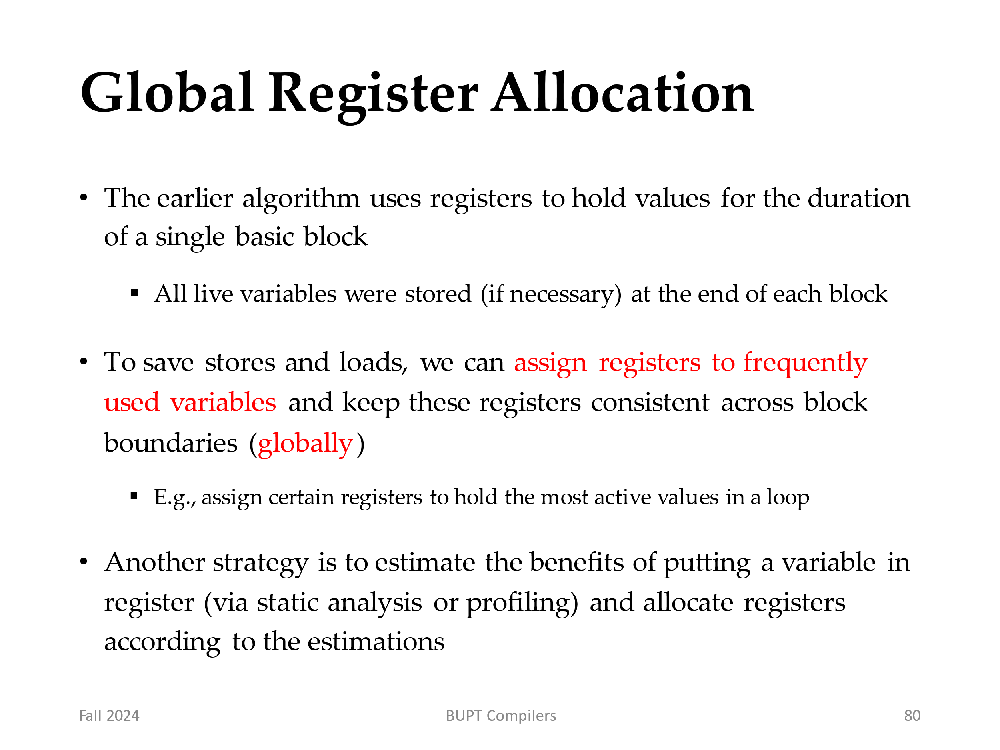 Global Register Allocation
• The earlier algorithm uses registers to hold values for the duration
of a single basic block
▪ All live variables were stored (if necessary) at the end of each block
• To save stores and loads, we can assign registers to frequently
used variables and keep these registers consistent across block
boundaries (globally)
▪ E.g., assign certain registers to hold the most active values in a loop
• Another strategy is to estimate the benefits of putting a variable in
register (via static analysis or profiling) and allocate registers
according to the estimations
Fall 2024
BUPT Compilers
80